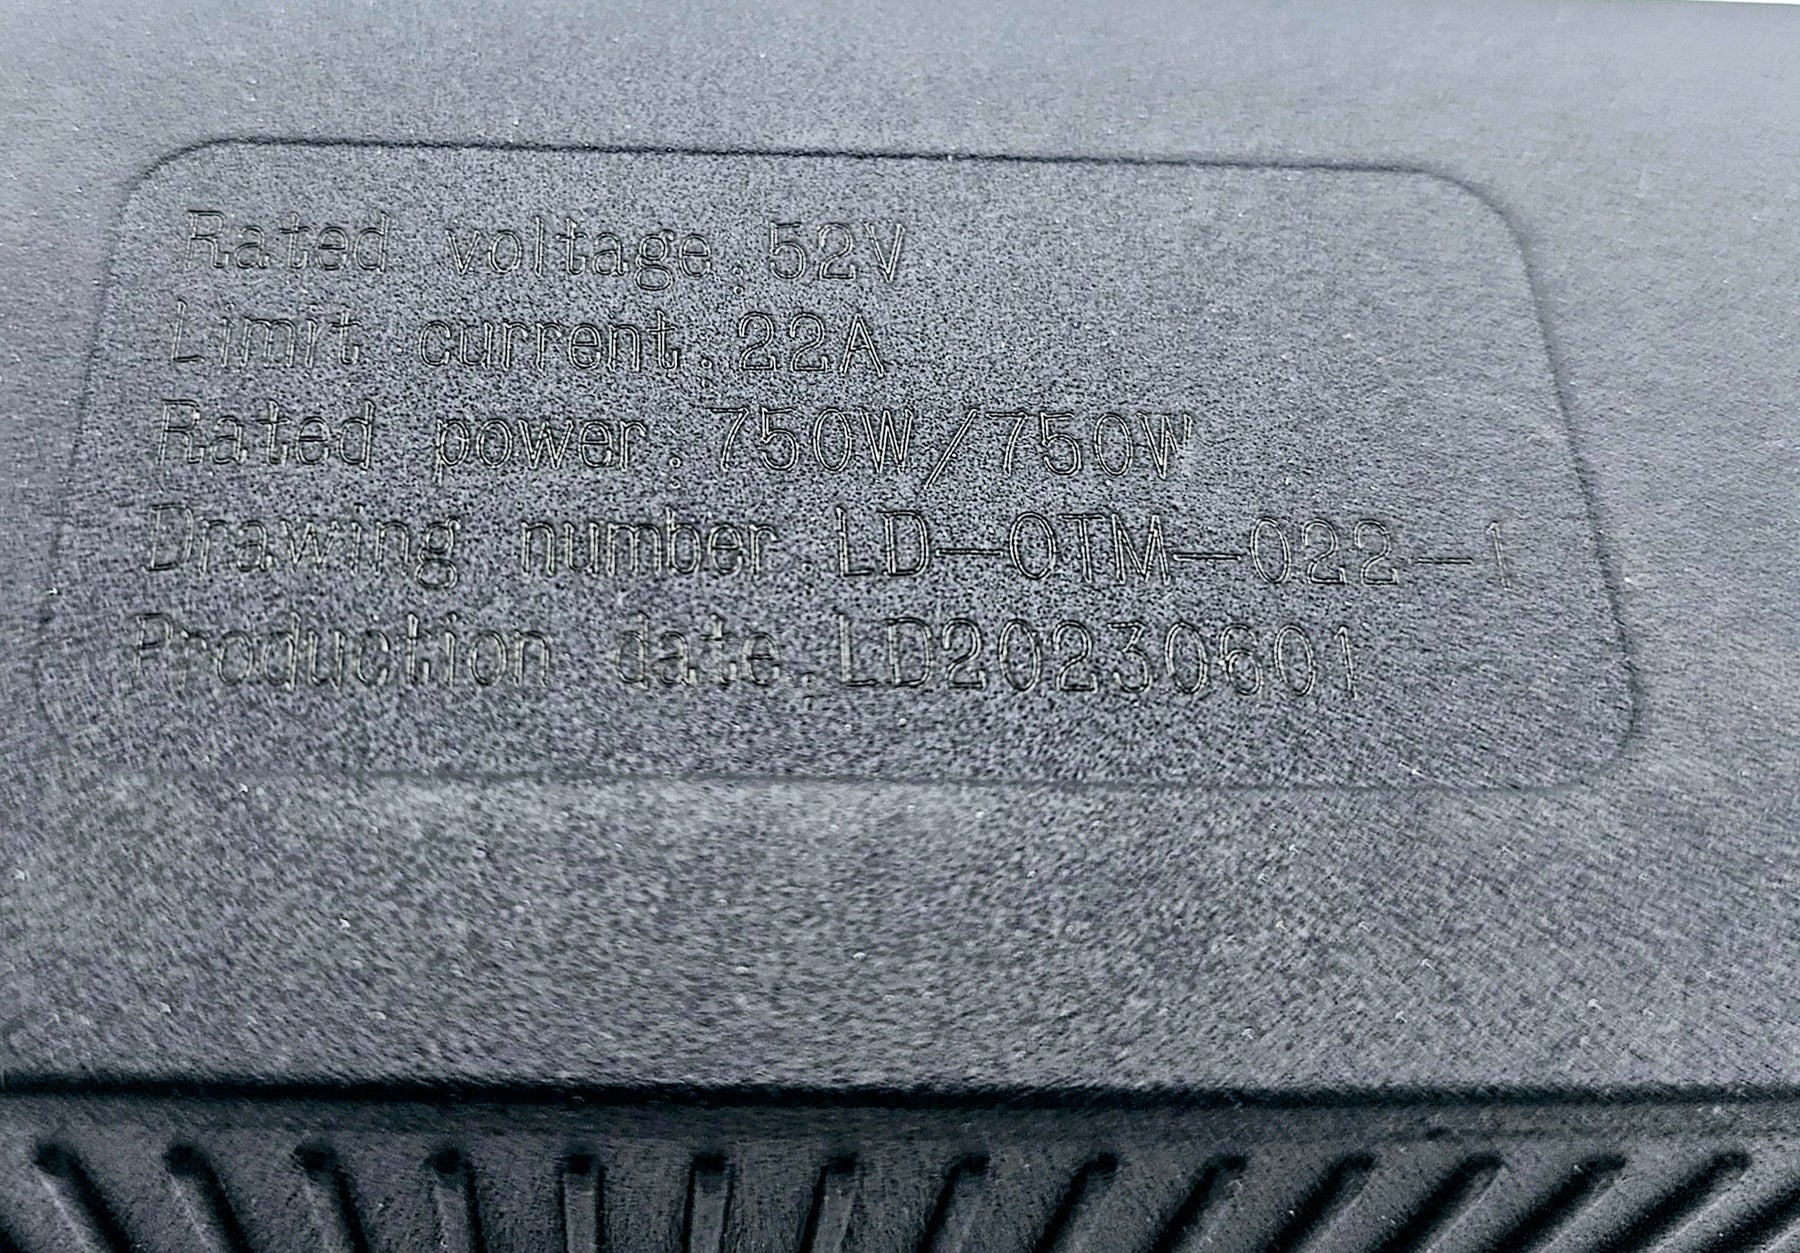 Rated voltage:52V
Limit current:22A
Rated power:750W/750W
Drawing number:LD-OTM-022-1
Production date:LD20230601